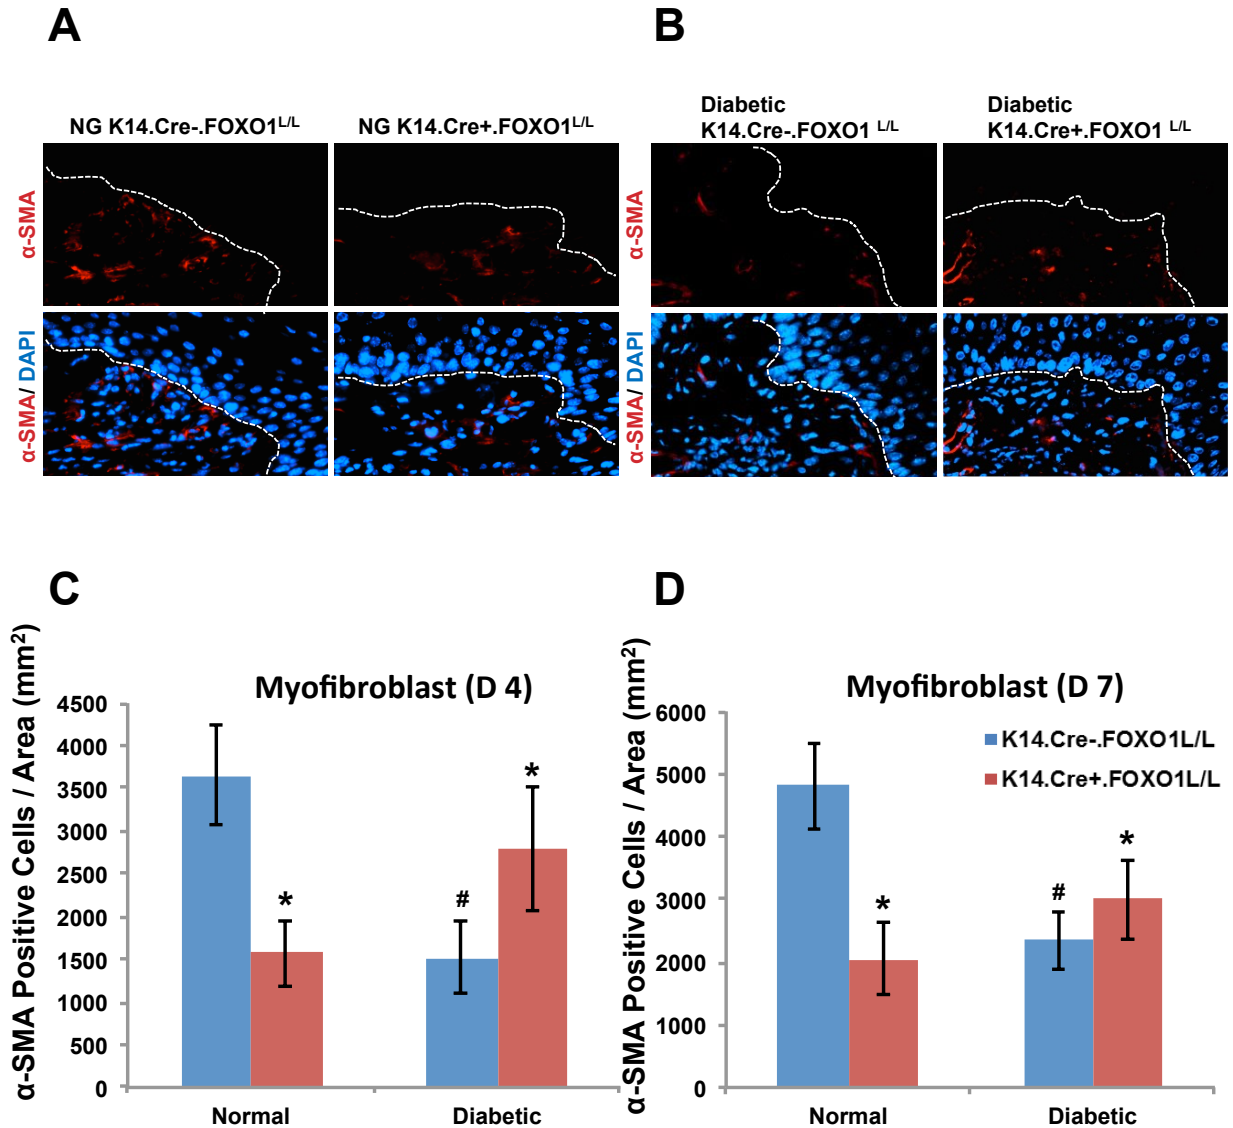 A
B
NG K14.Cre-.FOXO1L/L
NG K14.Cre+.FOXO1L/L
Diabetic
K14.Cre-.FOXO1 L/L
Diabetic
K14.Cre+.FOXO1 L/L
α-SMA
α-SMA
α-SMA/ DAPI
α-SMA/ DAPI
C
D
α-SMA Positive Cells / Area (mm²)
Myofibroblast (D 4)
4500
4000
3500
3000
2500
2000
1500
1000
500
0
*
#
*
Normal
Diabetic
α-SMA Positive Cells / Area (mm²)
Myofibroblast (D 7)
6000
5000
4000
3000
2000
1000
0
K14.Cre-.FOXO1L/L
K14.Cre+.FOXO1L/L
*
#
*
Normal
Diabetic